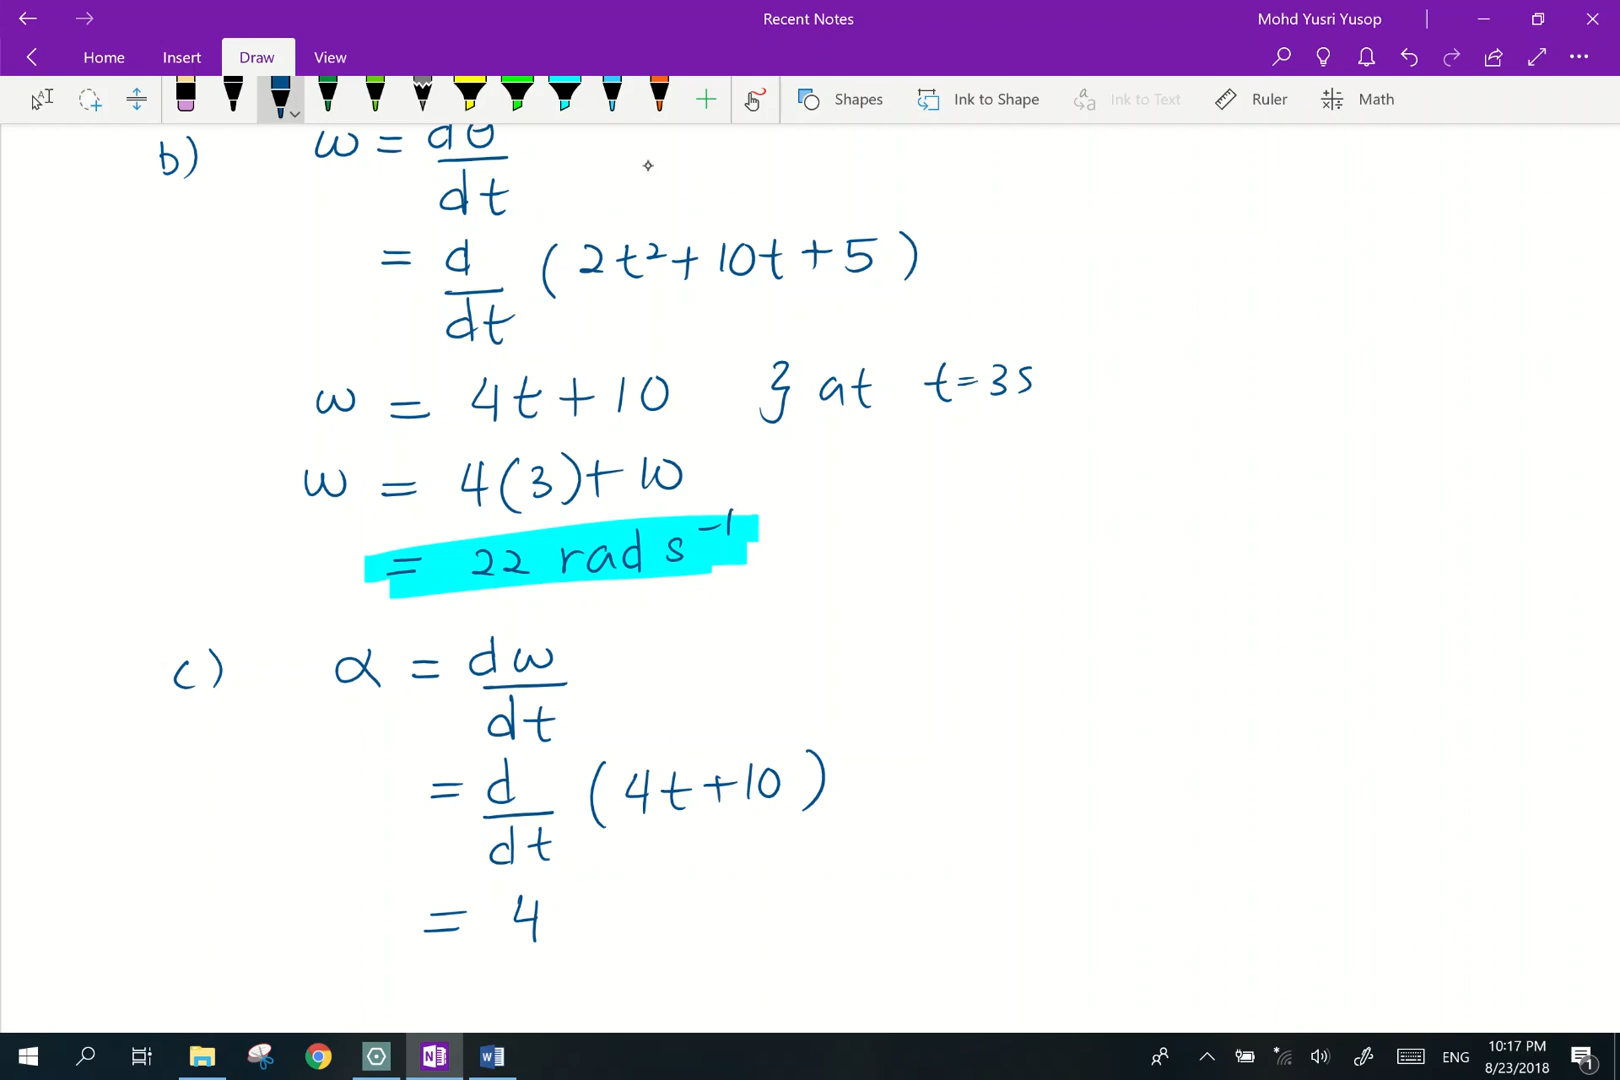 Recent Notes
Mohd Yusri Yusop
Home Insert Draw View
Shapes Ink to Shape Ink to Text Ruler Math
b) ω = dθ
dt
= d ( 2t² + 10t + 5 )
dt
ω = 4t + 10 } at t = 3s
ω = 4(3) + 10
= 22 rad s⁻¹
c) α = dω
dt
= d ( 4t + 10 )
dt
= 4
ENG
10:17 PM
8/23/2018
1